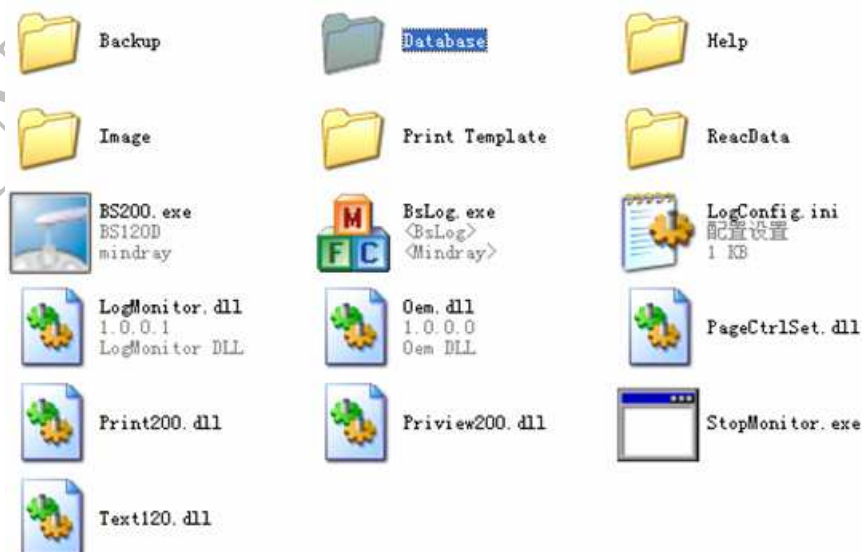 Backup
Database
Help
Image
Print Template
ReacData
BS200.exe
BS120D
mindray
BsLog.exe
<BsLog>
<Mindray>
LogConfig.ini
配置设置
1 KB
LogMonitor.dll
1.0.0.1
LogMonitor DLL
Oem.dll
1.0.0.0
Oem DLL
PageCtrlSet.dll
Print200.dll
Priview200.dll
StopMonitor.exe
Text120.dll
M
F C